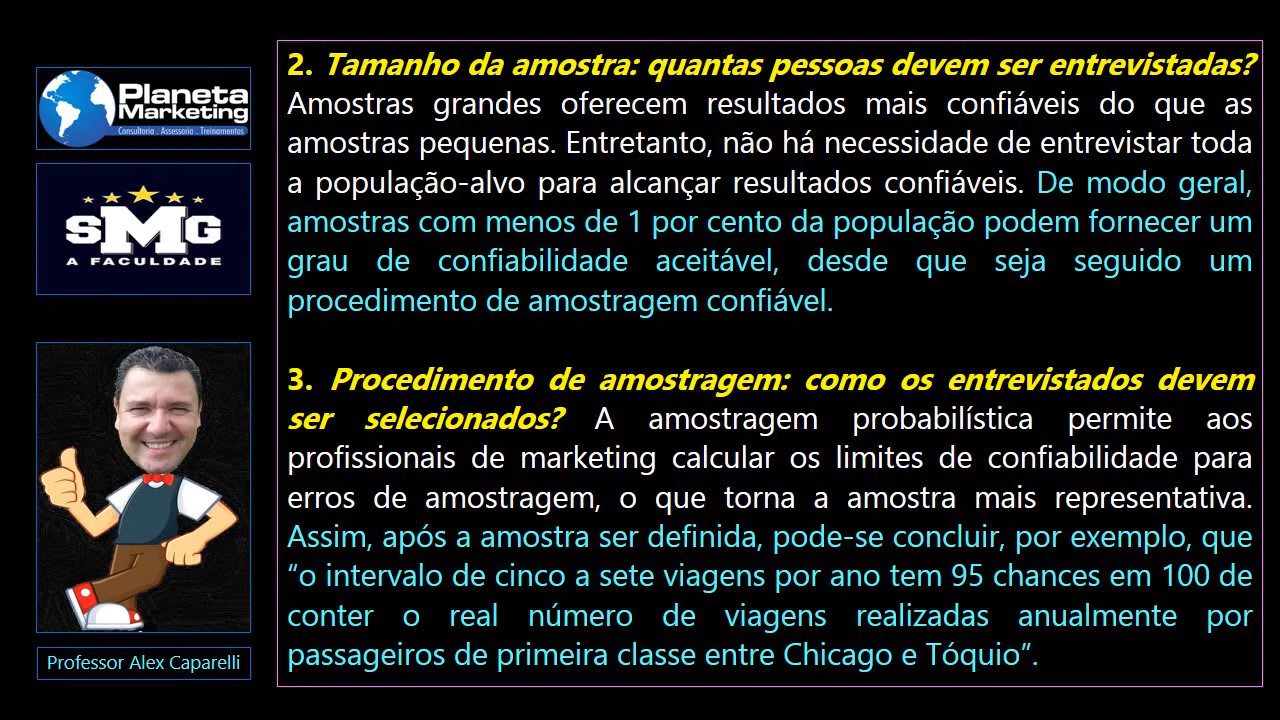 Planeta
Marketing
Consultoria . Assessoria . Treinamentos
SMG
A FACULDADE
Professor Alex Caparelli
2. Tamanho da amostra: quantas pessoas devem ser entrevistadas?
Amostras grandes oferecem resultados mais confiáveis do que as
amostras pequenas. Entretanto, não há necessidade de entrevistar toda
a população-alvo para alcançar resultados confiáveis. De modo geral,
amostras com menos de 1 por cento da população podem fornecer um
grau de confiabilidade aceitável, desde que seja seguido um
procedimento de amostragem confiável.
3. Procedimento de amostragem: como os entrevistados devem
ser selecionados? A amostragem probabilística permite aos
profissionais de marketing calcular os limites de confiabilidade para
erros de amostragem, o que torna a amostra mais representativa.
Assim, após a amostra ser definida, pode-se concluir, por exemplo, que
“o intervalo de cinco a sete viagens por ano tem 95 chances em 100 de
conter o real número de viagens realizadas anualmente por
passageiros de primeira classe entre Chicago e Tóquio”.